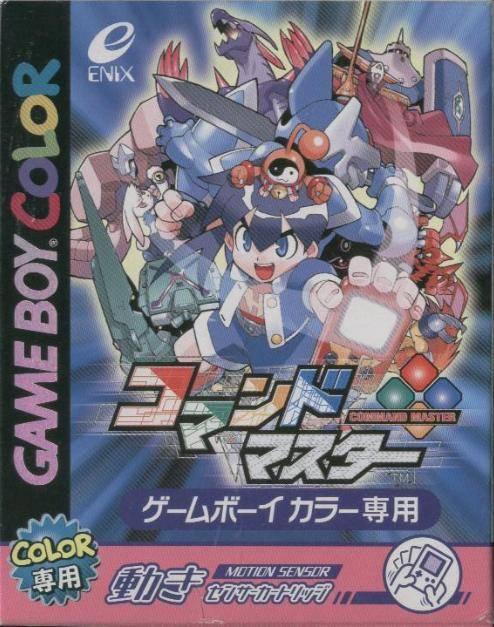 ENIX
GAME BOY COLOR
コマンド
マスター
COMMAND MASTER
TM
ゲームボーイ カラー専用
COLOR
専用
動き
MOTION SENSOR
センサーカートリッジ